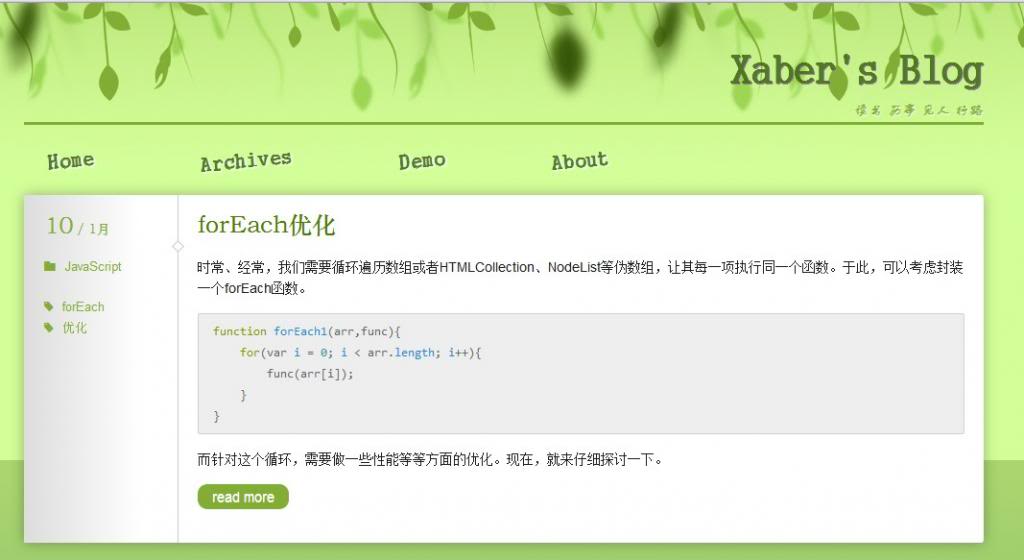 Xaber's Blog
读书 历事 见人 行路
Home Archives Demo About
10 / 1月
JavaScript
forEach
优化
forEach优化
时常、经常，我们需要循环遍历数组或者HTMLCollection、NodeList等伪数组，让其每一项执行同一个函数。于此，可以考虑封装
一个forEach函数。
function forEach1(arr,func){
    for(var i = 0; i < arr.length; i++){
        func(arr[i]);
    }
}
而针对这个循环，需要做一些性能等等方面的优化。现在，就来仔细探讨一下。
read more